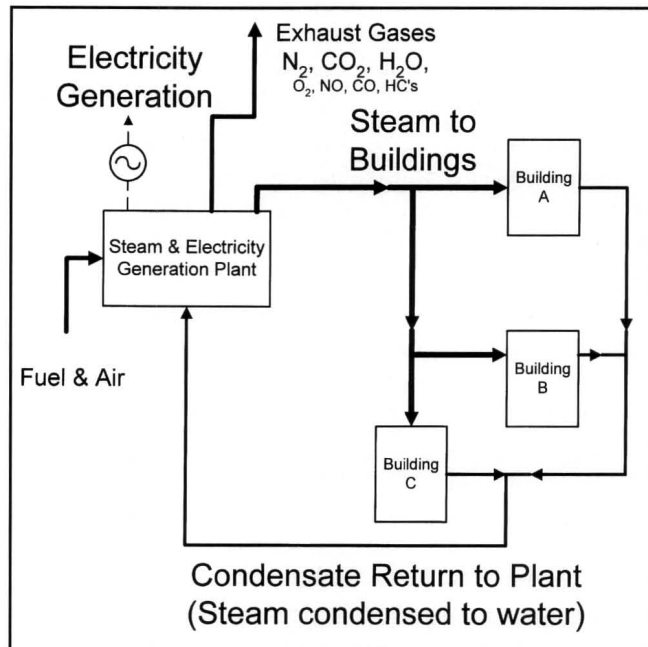 Electricity
Generation
Exhaust Gases
N₂, CO₂, H₂O,
O₂, NO, CO, HC's
Steam to
Buildings
Building
A
Steam & Electricity
Generation Plant
Fuel & Air
Building
B
Building
C
Condensate Return to Plant
(Steam condensed to water)